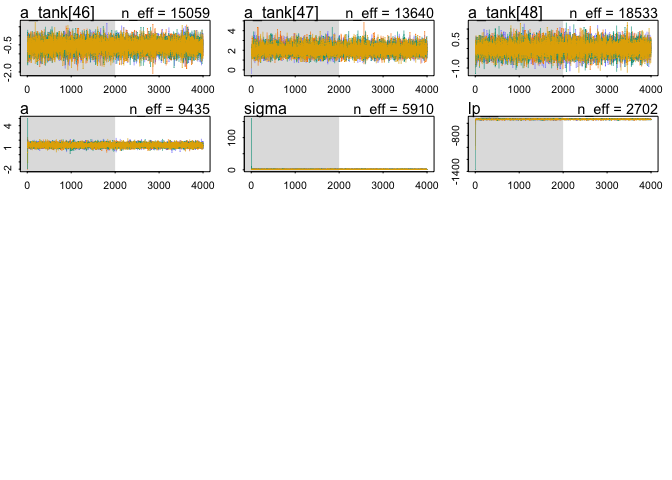 a_tank[46] n_eff = 15059
-0.5
-2.0
0 1000 2000 3000 4000
a_tank[47] n_eff = 13640
4
2
0
0 1000 2000 3000 4000
a_tank[48] n_eff = 18533
0.5
-1.0
0 1000 2000 3000 4000
a n_eff = 9435
4
1
-2
0 1000 2000 3000 4000
sigma n_eff = 5910
100
0
0 1000 2000 3000 4000
lp n_eff = 2702
-800
-1400
0 1000 2000 3000 4000